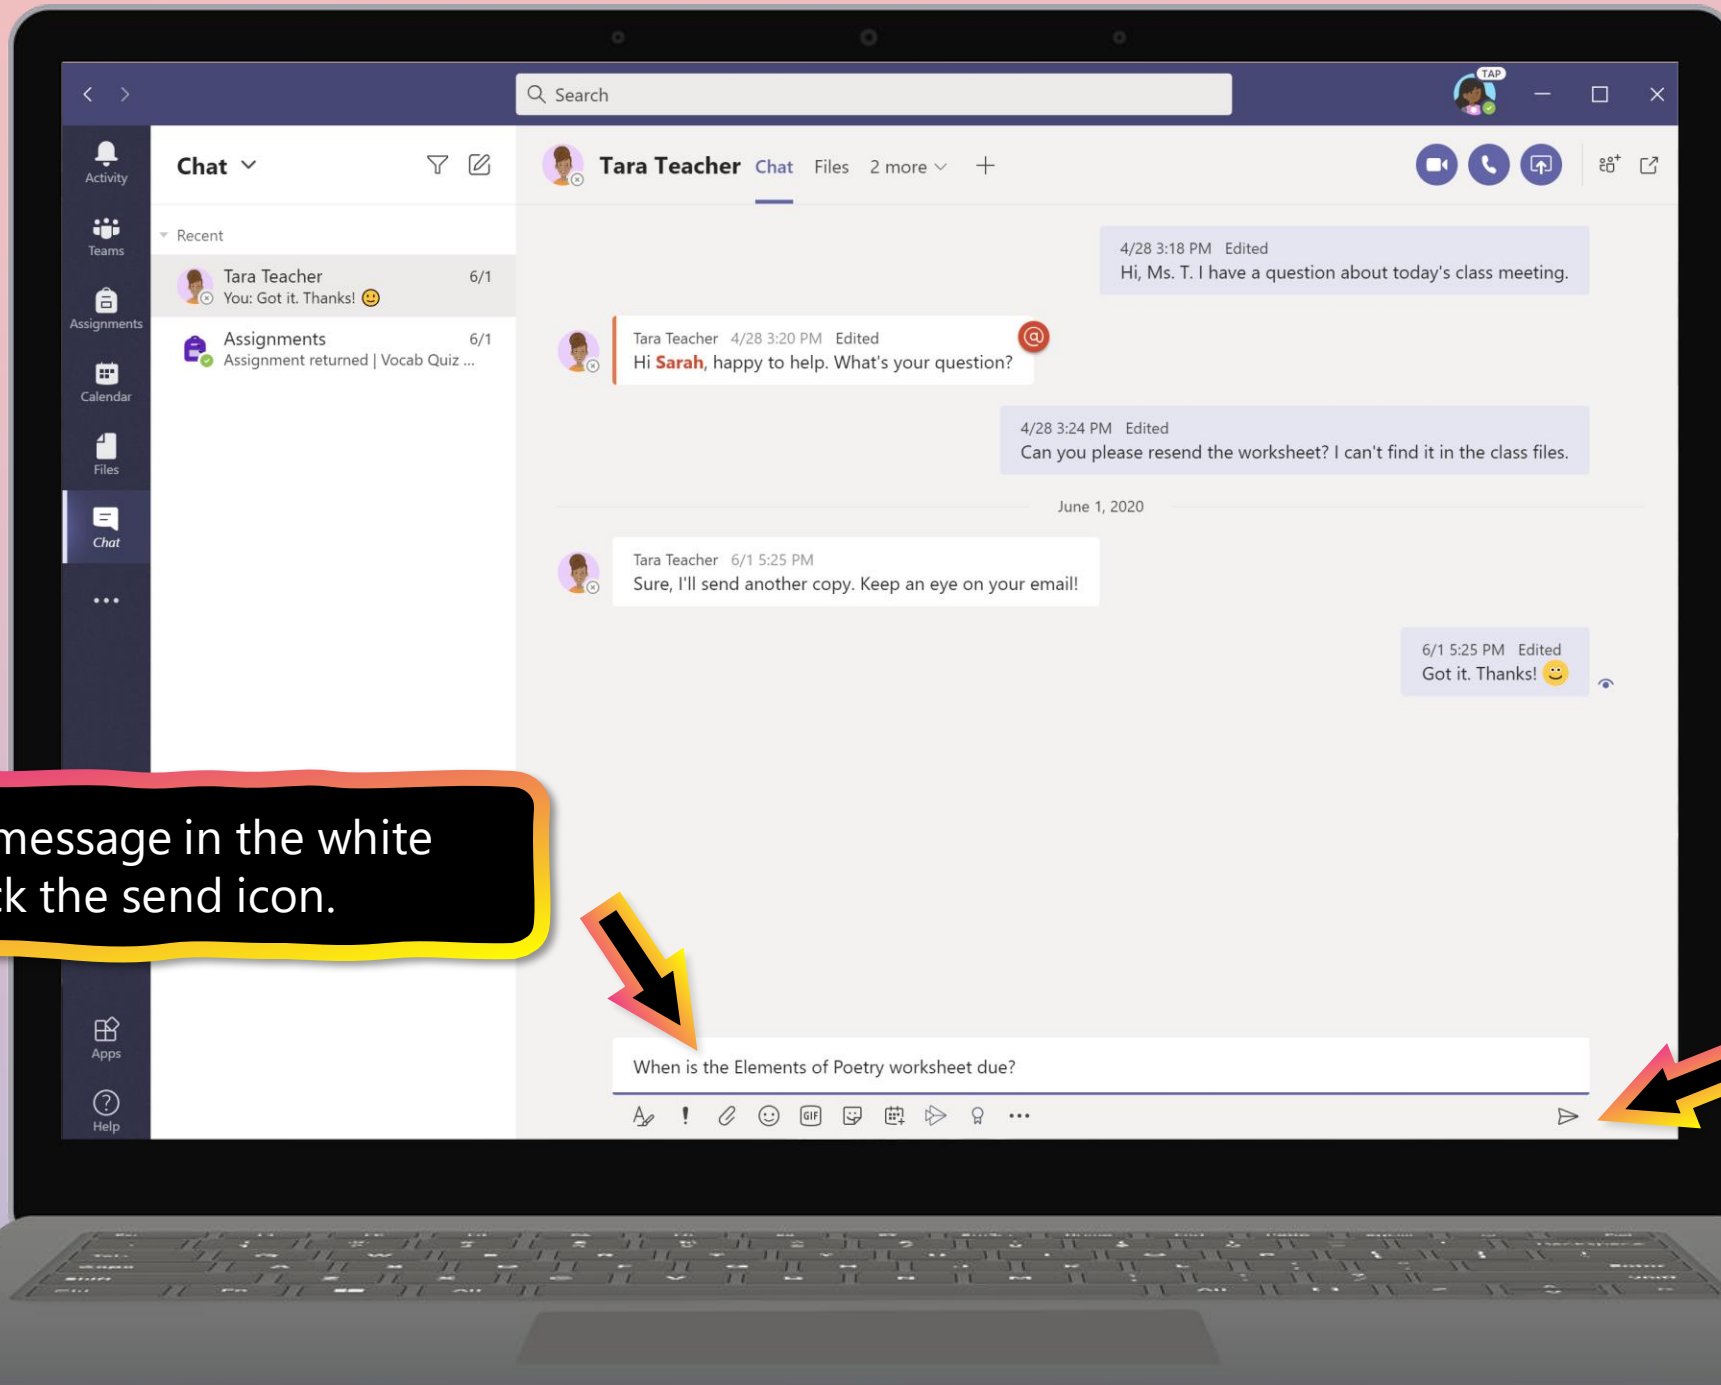 Search
TAP
Activity
Teams
Assignments
Calendar
Files
Chat
Apps
Help
Chat
Recent
Tara Teacher 6/1
You: Got it. Thanks! 🙂
Assignments 6/1
Assignment returned | Vocab Quiz ...
Tara Teacher Chat Files 2 more
4/28 3:18 PM Edited
Hi, Ms. T. I have a question about today's class meeting.
Tara Teacher 4/28 3:20 PM Edited
@
Hi Sarah, happy to help. What's your question?
4/28 3:24 PM Edited
Can you please resend the worksheet? I can't find it in the class files.
June 1, 2020
Tara Teacher 6/1 5:25 PM
Sure, I'll send another copy. Keep an eye on your email!
6/1 5:25 PM Edited
Got it. Thanks! 🙂
message in the white
ck the send icon.
When is the Elements of Poetry worksheet due?
GIF